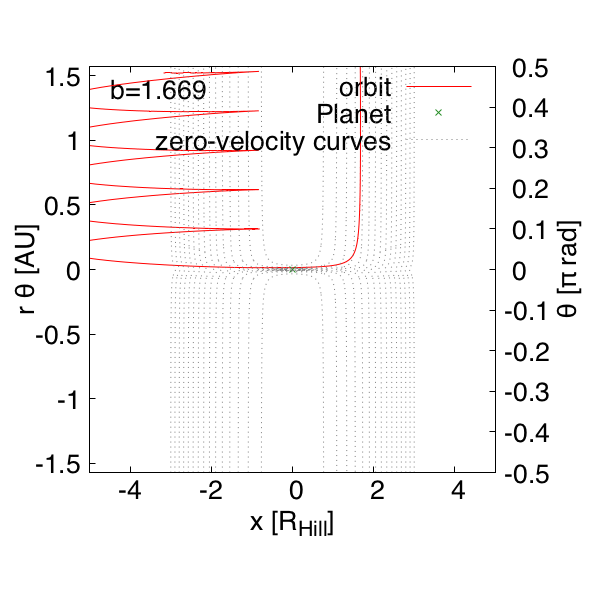 b=1.669
orbit
Planet
zero-velocity curves
1.5
1
0.5
0
-0.5
-1
-1.5
r θ [AU]
0.5
0.4
0.3
0.2
0.1
0
-0.1
-0.2
-0.3
-0.4
-0.5
θ [π rad]
-4 -2 0 2 4
x [R_Hill]